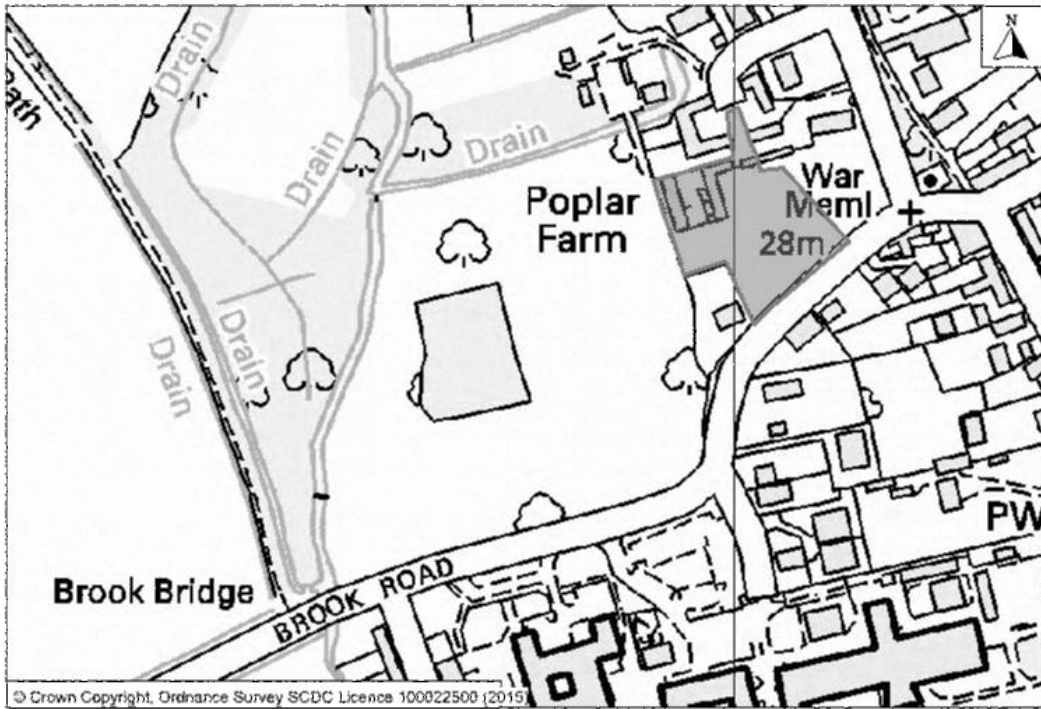 N
Drain
ath
Drain
Drain
War
Meml
Poplar
Farm
28m
Drain
Drain
PW
BROOK ROAD
Brook Bridge
© Crown Copyright, Ordnance Survey SCDC Licence 100022500 (2015)